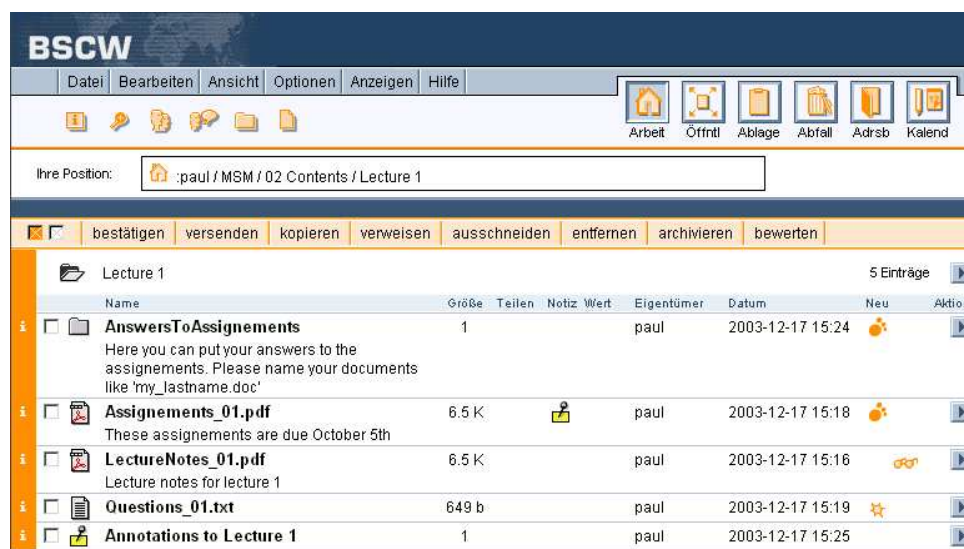 BSCW
Datei Bearbeiten Ansicht Optionen Anzeigen Hilfe
Arbeit Öffntl Ablage Abfall Adrsb Kalend
Ihre Position: :paul / MSM / 02 Contents / Lecture 1
bestätigen versenden kopieren verweisen ausschneiden entfernen archivieren bewerten
Lecture 1 5 Einträge
Name Größe Teilen Notiz Wert Eigentümer Datum Neu Aktio
AnswersToAssignements 1 paul 2003-12-17 15:24
Here you can put your answers to the
assignements. Please name your documents
like 'my_lastname.doc'
Assignements_01.pdf 6.5 K paul 2003-12-17 15:18
These assignements are due October 5th
LectureNotes_01.pdf 6.5 K paul 2003-12-17 15:16
Lecture notes for lecture 1
Questions_01.txt 649 b paul 2003-12-17 15:19
Annotations to Lecture 1 1 paul 2003-12-17 15:25